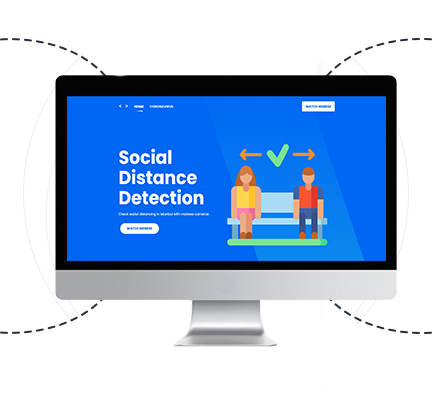 < > HOME CORONAVIRUS WATCH MOBESE
Social
Distance
Detection
Check social distancing in Istanbul with mobese cameras.
WATCH MOBESE